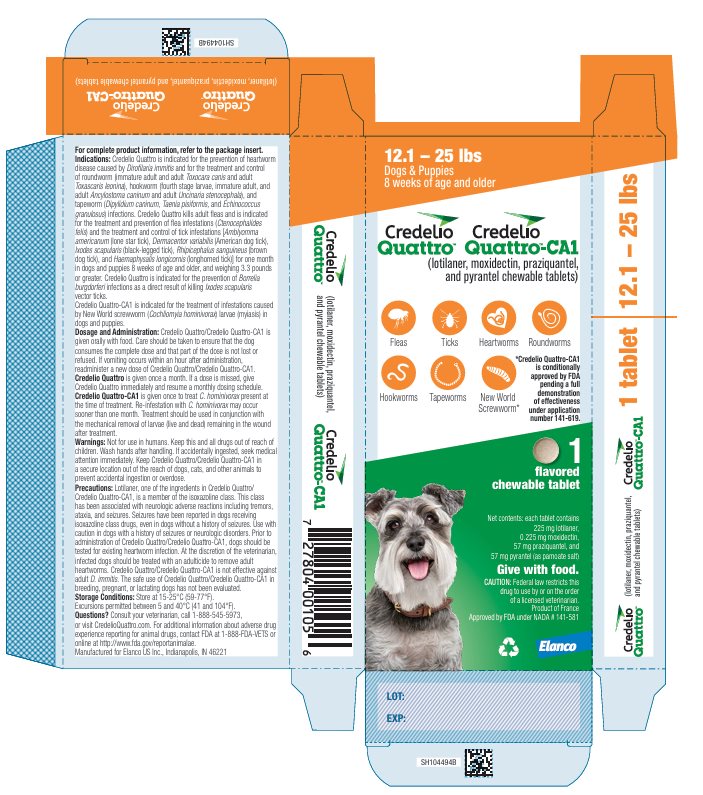 SH104494B
(lotilaner, moxidectin, praziquantel, and pyrantel chewable tablets)
Credelio Quattro™
Credelio Quattro-CA1
For complete product information, refer to the package insert.
Indications: Credelio Quattro is indicated for the prevention of heartworm
disease caused by Dirofilaria immitis and for the treatment and control
of roundworm (immature adult and adult Toxocara canis and adult
Toxascaris leonina), hookworm (fourth stage larvae, immature adult, and
adult Ancylostoma caninum and adult Uncinaria stenocephala), and
tapeworm (Dipylidium caninum, Taenia pisiformis, and Echinococcus
granulosus) infections. Credelio Quattro kills adult fleas and is indicated
for the treatment and prevention of flea infestations (Ctenocephalides
felis) and the treatment and control of tick infestations [Amblyomma
americanum (lone star tick), Dermacentor variabilis (American dog tick),
Ixodes scapularis (black-legged tick), Rhipicephalus sanguineus (brown
dog tick), and Haemaphysalis longicornis (longhorned tick)] for one month
in dogs and puppies 8 weeks of age and older, and weighing 3.3 pounds
or greater. Credelio Quattro is indicated for the prevention of Borrelia
burgdorferi infections as a direct result of killing Ixodes scapularis
vector ticks.
Credelio Quattro-CA1 is indicated for the treatment of infestations caused
by New World screwworm (Cochliomyia hominivorax) larvae (myiasis) in
dogs and puppies.
Dosage and Administration: Credelio Quattro/Credelio Quattro-CA1 is
given orally with food. Care should be taken to ensure that the dog
consumes the complete dose and that part of the dose is not lost or
refused. If vomiting occurs within an hour after administration,
readminister a new dose of Credelio Quattro/Credelio Quattro-CA1.
Credelio Quattro is given once a month. If a dose is missed, give
Credelio Quattro immediately and resume a monthly dosing schedule.
Credelio Quattro-CA1 is given once to treat C. hominivorax present at
the time of treatment. Re-infestation with C. hominivorax may occur
sooner than one month. Treatment should be used in conjunction with
the mechanical removal of larvae (live and dead) remaining in the wound
after treatment.
Warnings: Not for use in humans. Keep this and all drugs out of reach of
children. Wash hands after handling. If accidentally ingested, seek medical
attention immediately. Keep Credelio Quattro/Credelio Quattro-CA1 in
a secure location out of the reach of dogs, cats, and other animals to
prevent accidental ingestion or overdose.
Precautions: Lotilaner, one of the ingredients in Credelio Quattro/
Credelio Quattro-CA1, is a member of the isoxazoline class. This class
has been associated with neurologic adverse reactions including tremors,
ataxia, and seizures. Seizures have been reported in dogs receiving
isoxazoline class drugs, even in dogs without a history of seizures. Use with
caution in dogs with a history of seizures or neurologic disorders. Prior to
administration of Credelio Quattro/Credelio Quattro-CA1, dogs should be
tested for existing heartworm infection. At the discretion of the veterinarian,
infected dogs should be treated with an adulticide to remove adult
heartworms. Credelio Quattro/Credelio Quattro-CA1 is not effective against
adult D. immitis. The safe use of Credelio Quattro/Credelio Quattro-CA1 in
breeding, pregnant, or lactating dogs has not been evaluated.
Storage Conditions: Store at 15-25°C (59-77°F).
Excursions permitted between 5 and 40°C (41 and 104°F).
Questions? Consult your veterinarian, call 1-888-545-5973,
or visit CredelioQuattro.com. For additional information about adverse drug
experience reporting for animal drugs, contact FDA at 1-888-FDA-VETS or
online at http://www.fda.gov/reportanimalae.
Manufactured for Elanco US Inc., Indianapolis, IN 46221
Credelio
Quattro™
(lotilaner, moxidectin, praziquantel,
and pyrantel chewable tablets)
Credelio
Quattro-CA1
7 27804 00105 6
12.1 – 25 lbs
Dogs & Puppies
8 weeks of age and older
Credelio Quattro™
Credelio Quattro-CA1
(lotilaner, moxidectin, praziquantel,
and pyrantel chewable tablets)
Fleas
Ticks
Heartworms
Roundworms
Hookworms
Tapeworms
New World
Screwworm*
*Credelio Quattro-CA1
is conditionally
approved by FDA
pending a full
demonstration
of effectiveness
under application
number 141-619.
1
flavored
chewable tablet
Net contents: each tablet contains
225 mg lotilaner,
0.225 mg moxidectin,
57 mg praziquantel, and
57 mg pyrantel (as pamoate salt)
Give with food.
CAUTION: Federal law restricts this
drug to use by or on the order
of a licensed veterinarian.
Product of France
Approved by FDA under NADA # 141-581
Elanco
LOT:
EXP:
SH104494B
1 tablet 12.1 – 25 lbs
Credelio
Quattro™
(lotilaner, moxidectin, praziquantel,
and pyrantel chewable tablets)
Credelio
Quattro-CA1